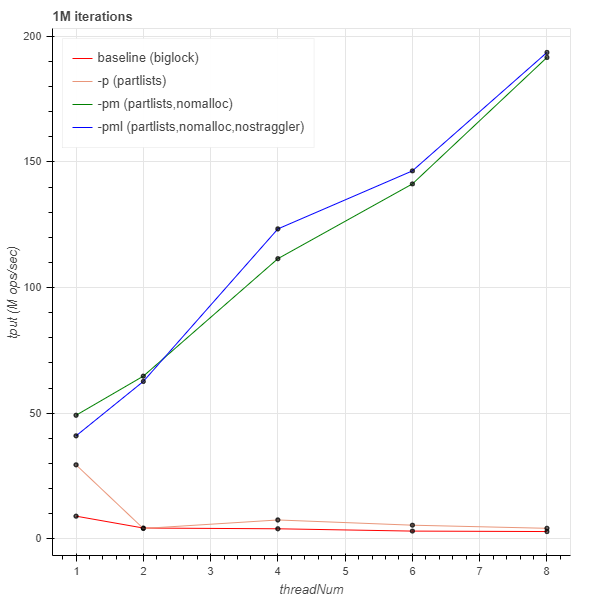 1M iterations
200
150
100
50
0
baseline (biglock)
-p (partlists)
-pm (partlists,nomalloc)
-pml (partlists,nomalloc,nostraggler)
tput (M ops/sec)
1 2 3 4 5 6 7 8
threadNum